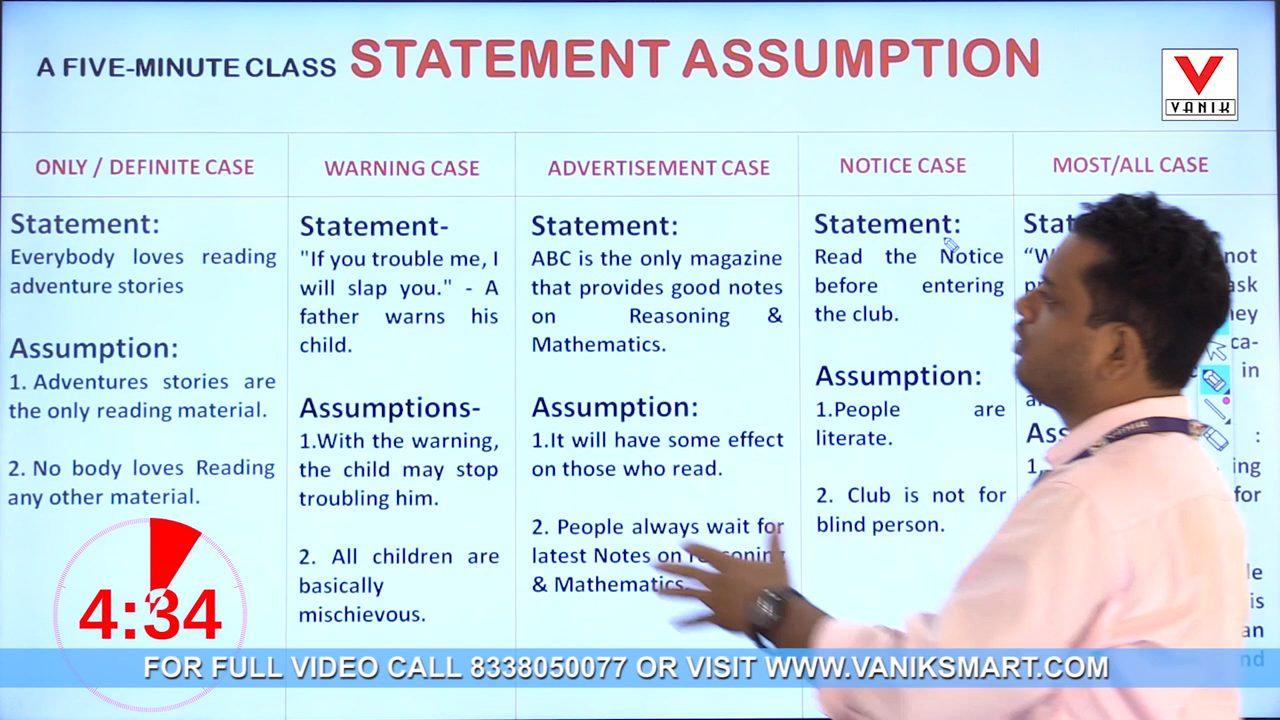 A FIVE-MINUTE CLASS STATEMENT ASSUMPTION
VANIK
ONLY / DEFINITE CASE
Statement:
Everybody loves reading
adventure stories
Assumption:
1. Adventures stories are
the only reading material.
2. No body loves Reading
any other material.
4:34
WARNING CASE
Statement-
"If you trouble me, I
will slap you." - A
father warns his
child.
Assumptions-
1.With the warning,
the child may stop
troubling him.
2. All children are
basically
mischievous.
ADVERTISEMENT CASE
Statement:
ABC is the only magazine
that provides good notes
on Reasoning &
Mathematics.
Assumption:
1.It will have some effect
on those who read.
2. People always wait for
latest Notes on reasoning
& Mathematics
NOTICE CASE
Statement:
Read the Notice
before entering
the club.
Assumption:
1.People are
literate.
2. Club is not for
blind person.
MOST/ALL CASE
not
ask
in
for
FOR FULL VIDEO CALL 8338050077 OR VISIT WWW.VANIKSMART.COM